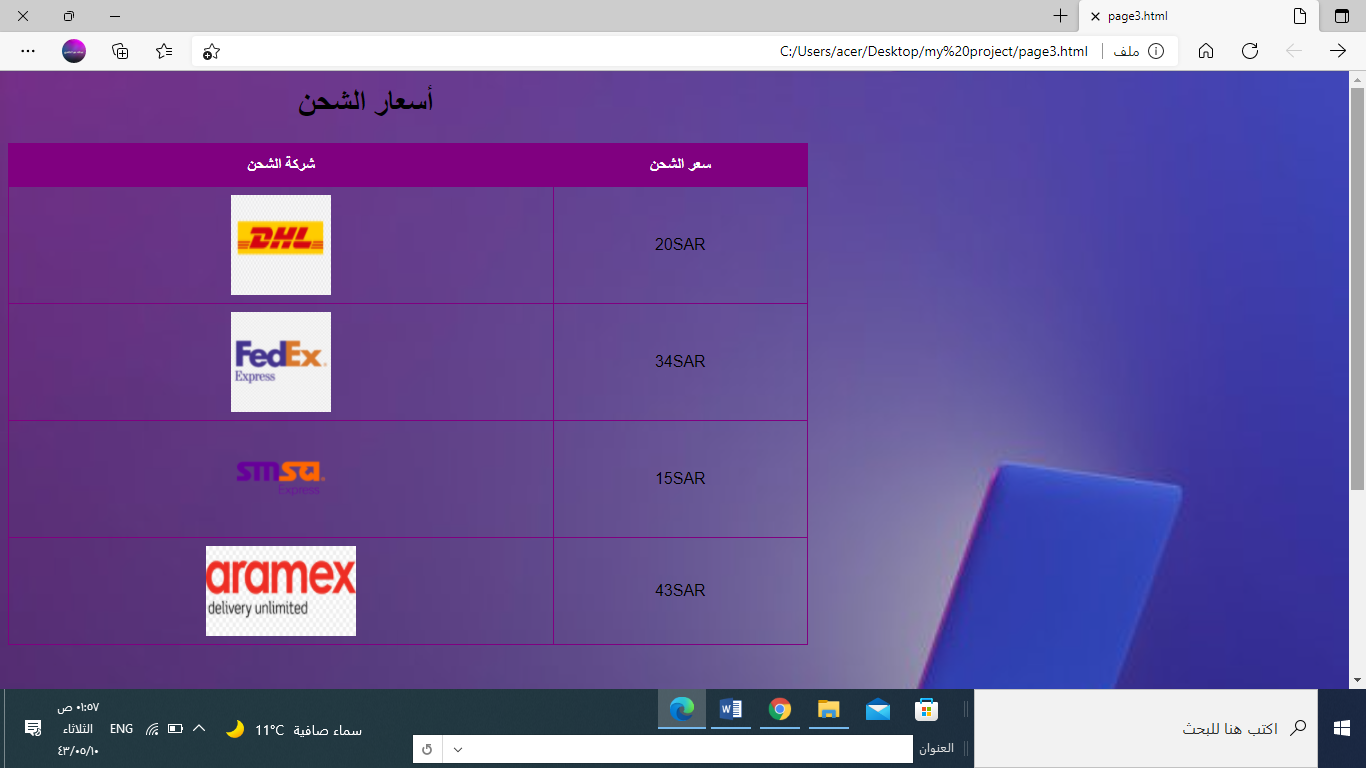 page3.html
C:/Users/acer/Desktop/my%20project/page3.html
ملف
أسعار الشحن
شركة الشحن
سعر الشحن
DHL
20SAR
FedEx
Express
34SAR
smsa
Express
15SAR
aramex
delivery unlimited
43SAR
اكتب هنا للبحث
العنوان
سماء صافية 11°C
ENG
٠١:٥٧ ص
الثلاثاء
٤٣/٠٥/١٠